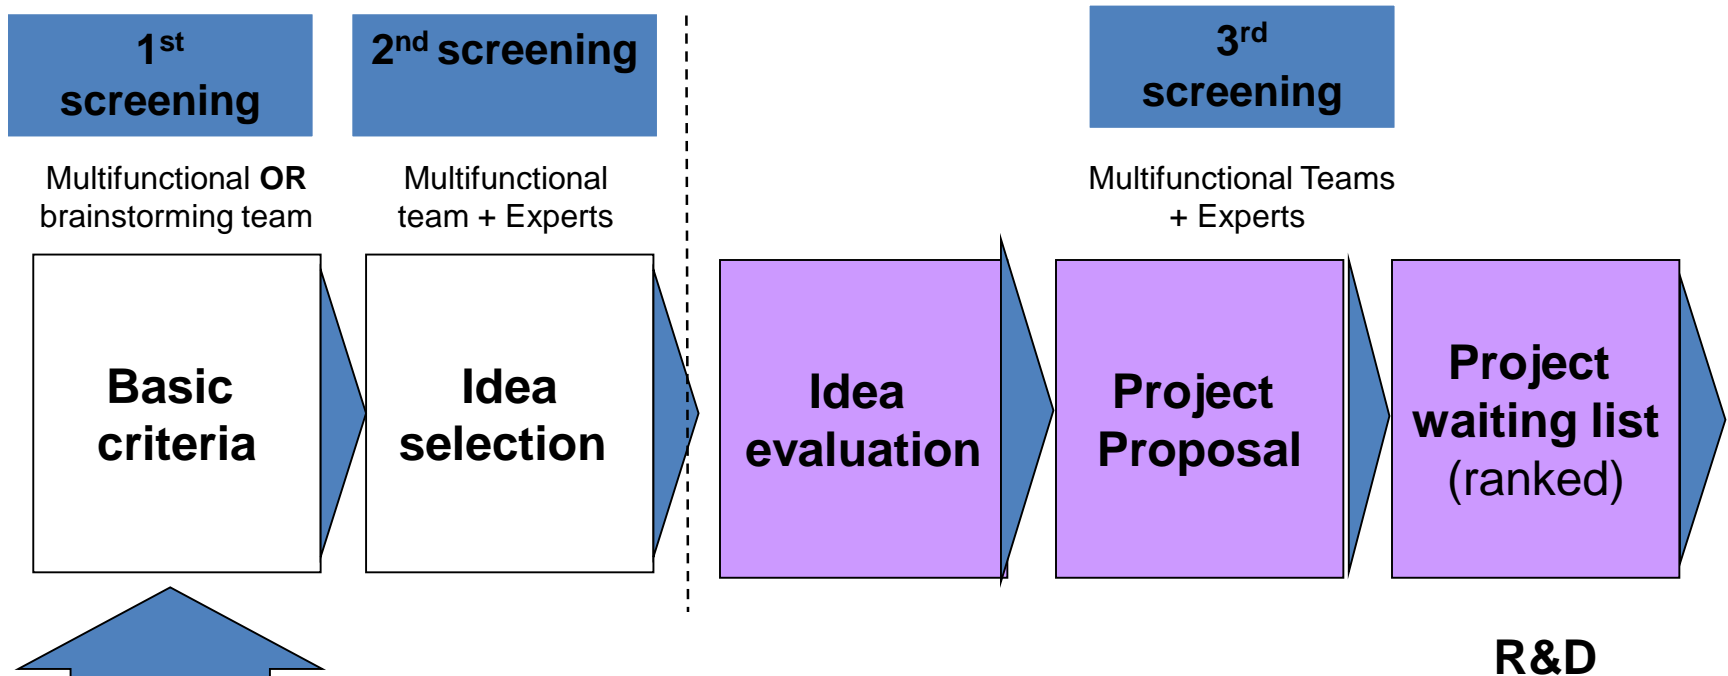 1st
screening
2nd screening
3rd
screening
Multifunctional OR
brainstorming team
Multifunctional
team + Experts
Multifunctional Teams
+ Experts
Basic
criteria
Idea
selection
Idea
evaluation
Project
Proposal
Project
waiting list
(ranked)
R&D